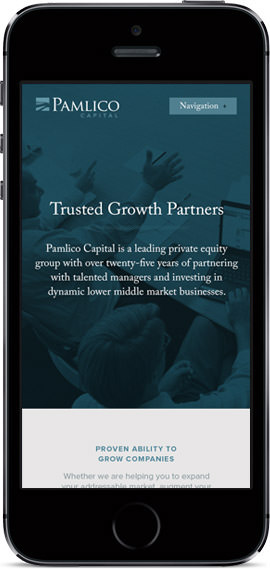 PAMLICO
CAPITAL
Navigation
Trusted Growth Partners
Pamlico Capital is a leading private equity
group with over twenty-five years of partnering
with talented managers and investing in
dynamic lower middle market businesses.
PROVEN ABILITY TO
GROW COMPANIES
Whether we are helping you to expand
your addressable market, augment your